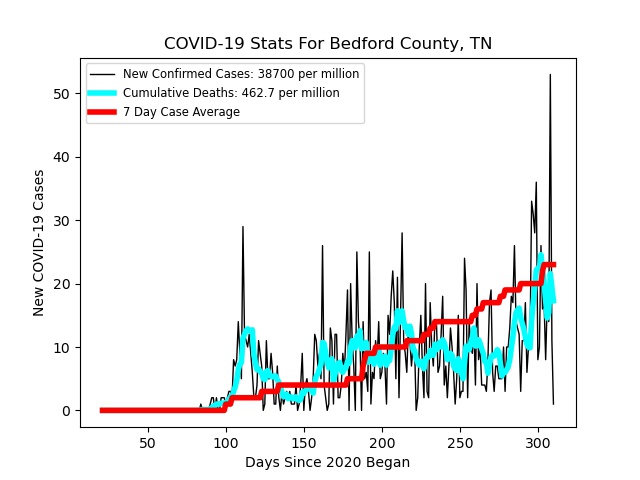 COVID-19 Stats For Bedford County, TN
New Confirmed Cases: 38700 per million
Cumulative Deaths: 462.7 per million
7 Day Case Average
New COVID-19 Cases
50
40
30
20
10
0
50 100 150 200 250 300
Days Since 2020 Began